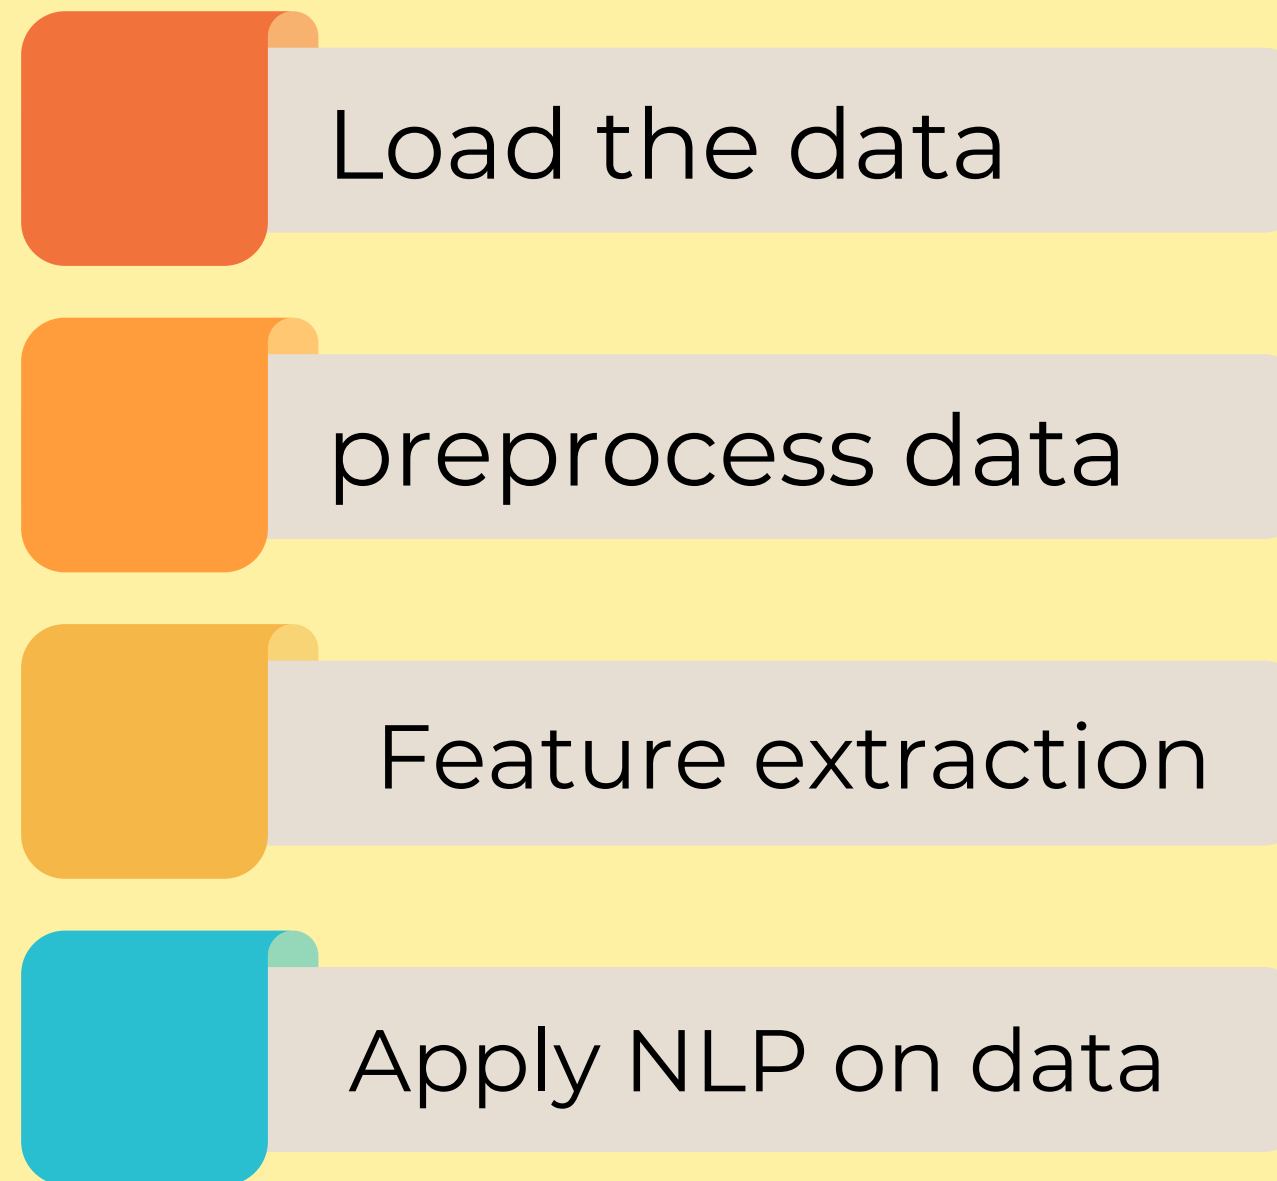 Load the data
preprocess data
Feature extraction
Apply NLP on data